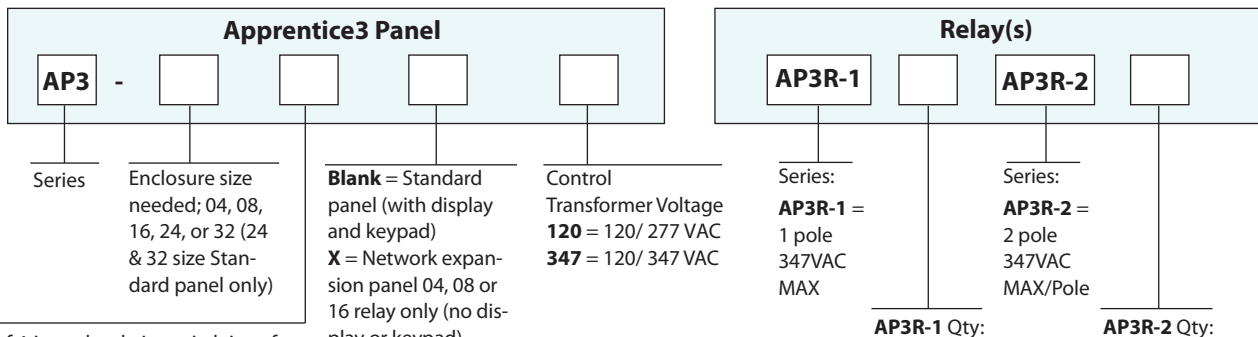 Apprentice3 Panel
AP3 -
Series
Enclosure size
needed; 04, 08,
16, 24, or 32 (24
& 32 size Stan-
dard panel only)
Blank = Standard
panel (with display
and keypad)
X = Network expan-
sion panel 04, 08 or
16 relay only (no dis-
play or keypad)
Control
Transformer Voltage
120 = 120/ 277 VAC
347 = 120/ 347 VAC
Relay(s)
AP3R-1
AP3R-2
Series:
AP3R-1 =
1 pole
347VAC
MAX
Series:
AP3R-2 =
2 pole
347VAC
MAX/Pole
AP3R-1 Qty:
AP3R-2 Qty: